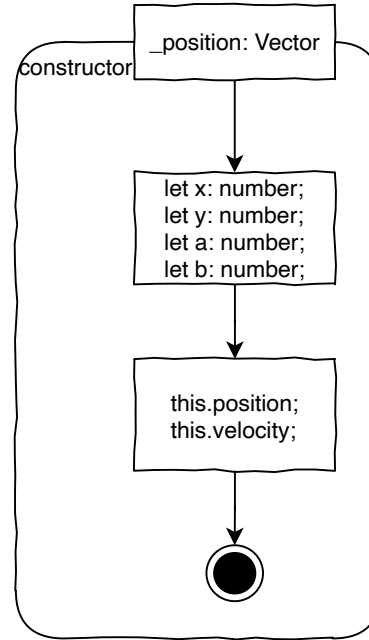 _position: Vector
constructor
let x: number;
let y: number;
let a: number;
let b: number;
this.position;
this.velocity;